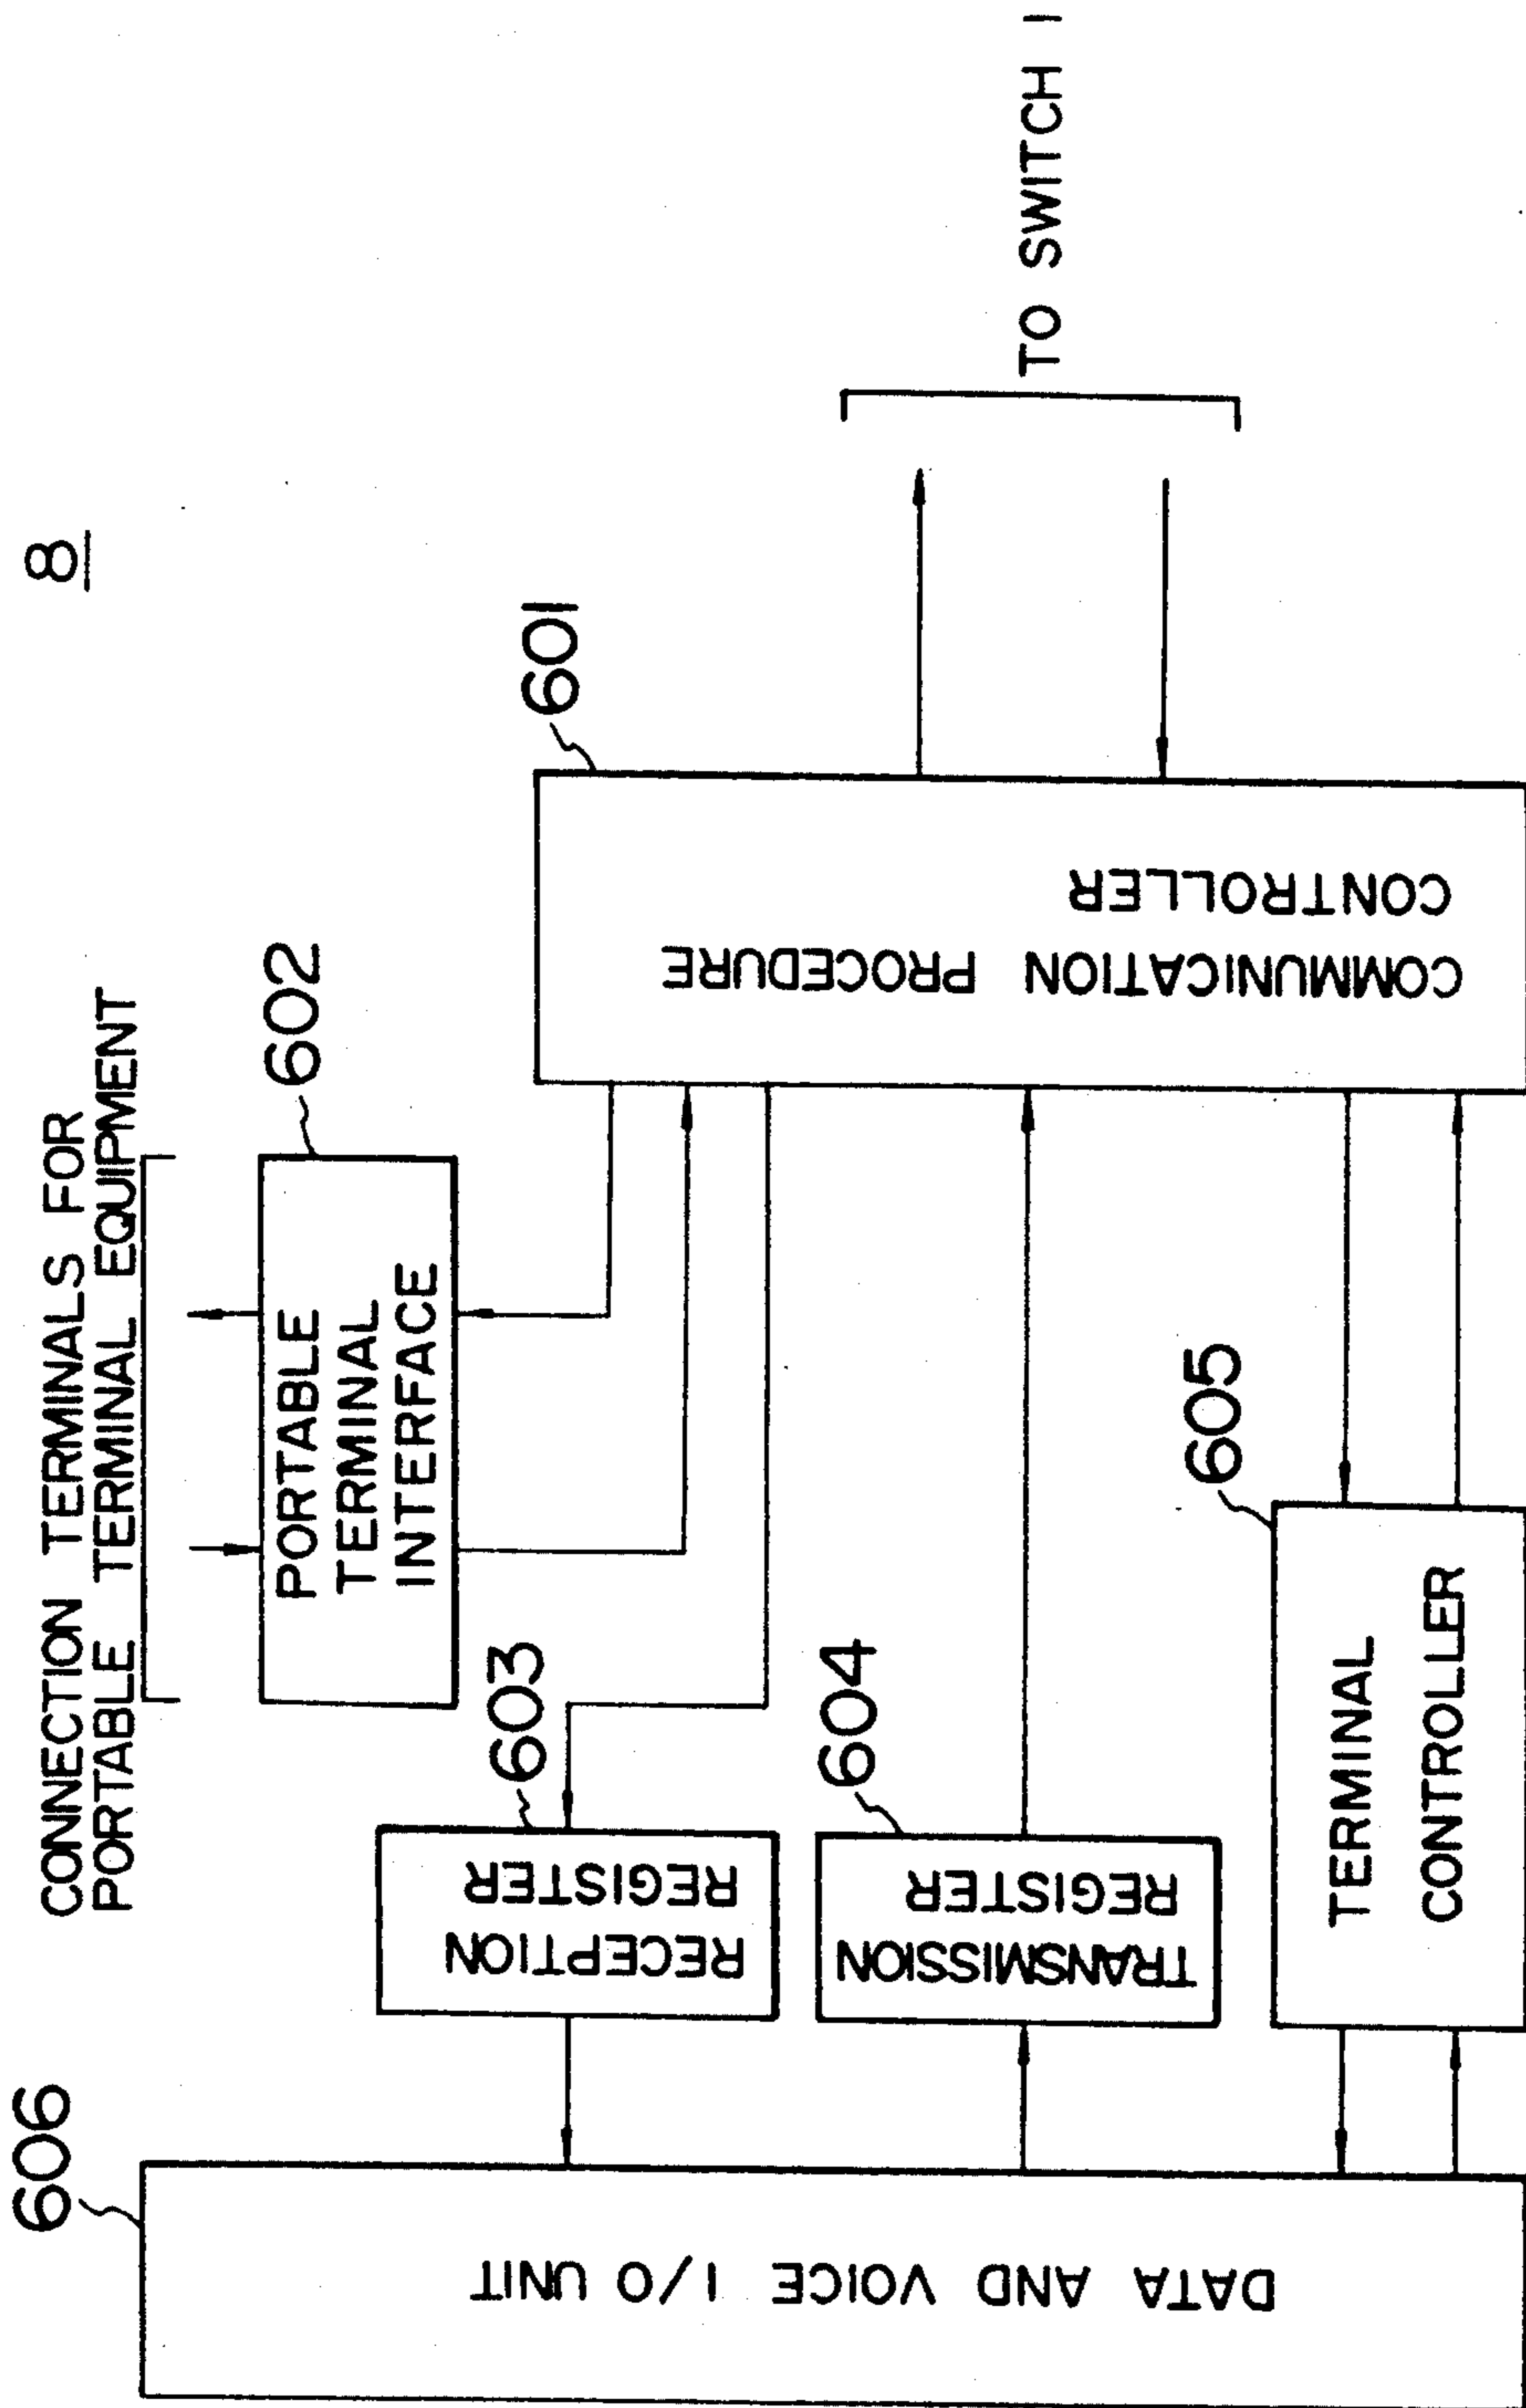 8
CONNECTION TERMINALS FOR
PORTABLE TERMINAL EQUIPMENT
606
603
602
601
PORTABLE
TERMINAL
INTERFACE
DATA AND VOICE I/O UNIT
RECEPTION
REGISTER
604
TRANSMISSION
REGISTER
605
TERMINAL
CONTROLLER
COMMUNICATION PROCEDURE
CONTROLLER
TO SWITCH 1